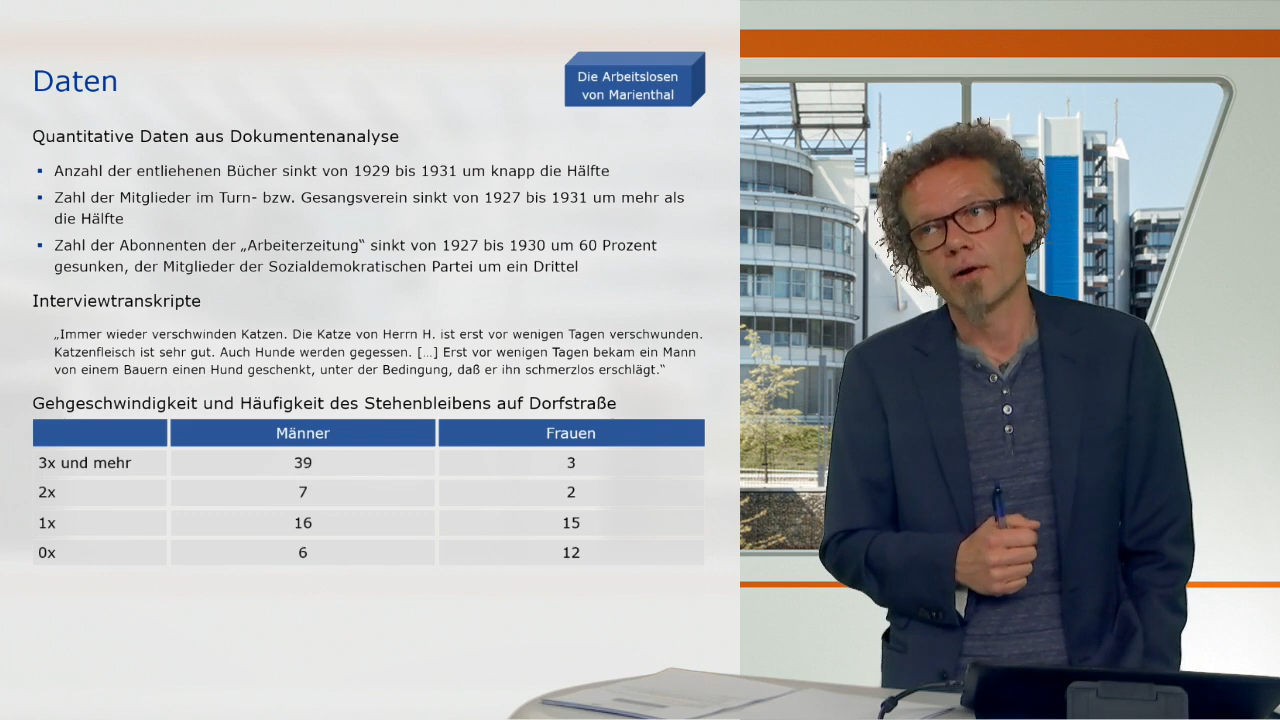 Daten
Die Arbeitslosen
von Marienthal
Quantitative Daten aus Dokumentenanalyse
▪ Anzahl der entliehenen Bücher sinkt von 1929 bis 1931 um knapp die Hälfte
▪ Zahl der Mitglieder im Turn- bzw. Gesangsverein sinkt von 1927 bis 1931 um mehr als
die Hälfte
▪ Zahl der Abonnenten der „Arbeiterzeitung“ sinkt von 1927 bis 1930 um 60 Prozent
gesunken, der Mitglieder der Sozialdemokratischen Partei um ein Drittel
Interviewtranskripte
„Immer wieder verschwinden Katzen. Die Katze von Herrn H. ist erst vor wenigen Tagen verschwunden.
Katzenfleisch ist sehr gut. Auch Hunde werden gegessen. […] Erst vor wenigen Tagen bekam ein Mann
von einem Bauern einen Hund geschenkt, unter der Bedingung, daß er ihn schmerzlos erschlägt.“
Gehgeschwindigkeit und Häufigkeit des Stehenbleibens auf Dorfstraße
Männer Frauen
3x und mehr 39 3
2x 7 2
1x 16 15
0x 6 12